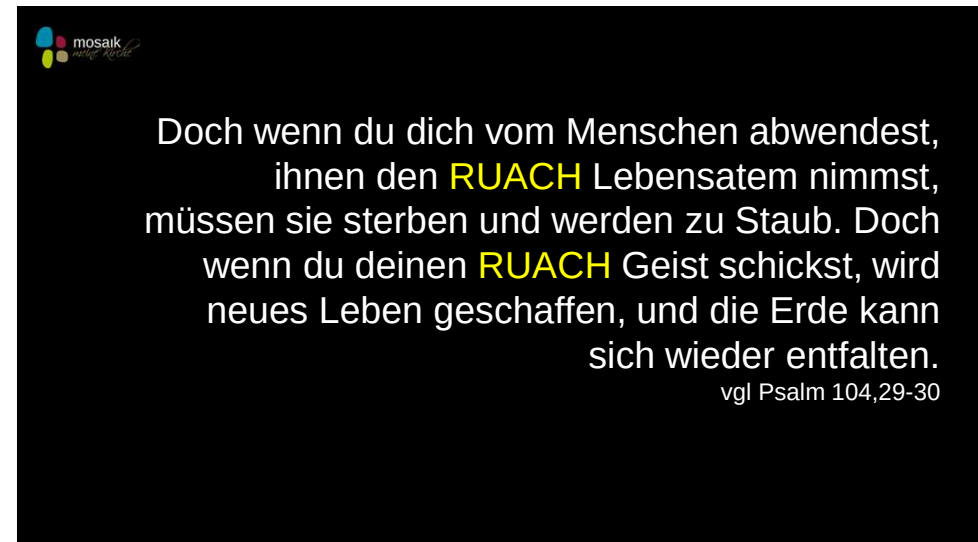 mosaik
meine Kirche
Doch wenn du dich vom Menschen abwendest,
ihnen den RUACH Lebensatem nimmst,
müssen sie sterben und werden zu Staub. Doch
wenn du deinen RUACH Geist schickst, wird
neues Leben geschaffen, und die Erde kann
sich wieder entfalten.
vgl Psalm 104,29-30